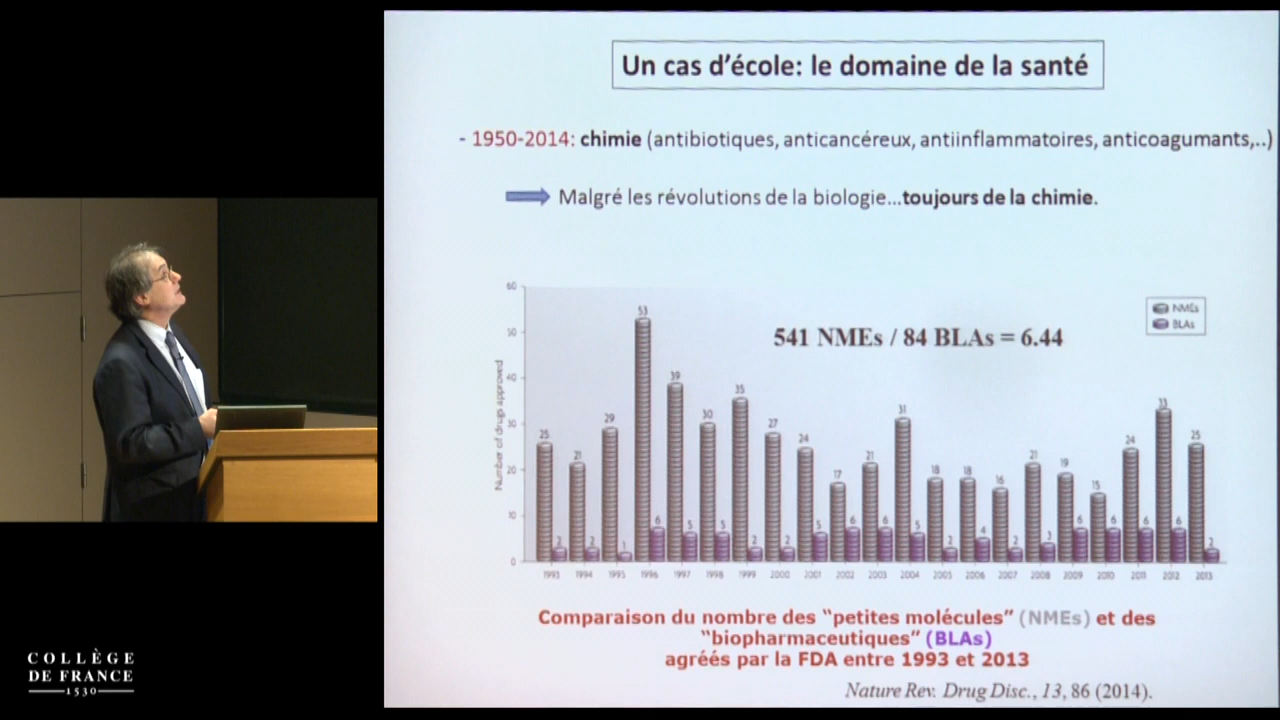 Un cas d'école: le domaine de la santé
- 1950-2014: chimie (antibiotiques, anticancéreux, antiinflammatoires, anticoagumants,..)
Malgré les révolutions de la biologie...toujours de la chimie.
60
50
40
30
20
10
0
Number of drugs approved
541 NMEs / 84 BLAs = 6.44
NMEs
BLAs
25 21 29 53 39 30 35 27 24 17 21 31 18 18 16 21 19 15 24 33 25
2 2 1 6 5 5 2 2 5 6 6 5 2 4 2 3 6 6 6 6 2
1993 1994 1995 1996 1997 1998 1999 2000 2001 2002 2003 2004 2005 2006 2007 2008 2009 2010 2011 2012 2013
Comparaison du nombre des "petites molécules" (NMEs) et des
"biopharmaceutiques" (BLAs)
agréés par la FDA entre 1993 et 2013
Nature Rev. Drug Disc., 13, 86 (2014).
COLLÈGE
DE FRANCE
1530